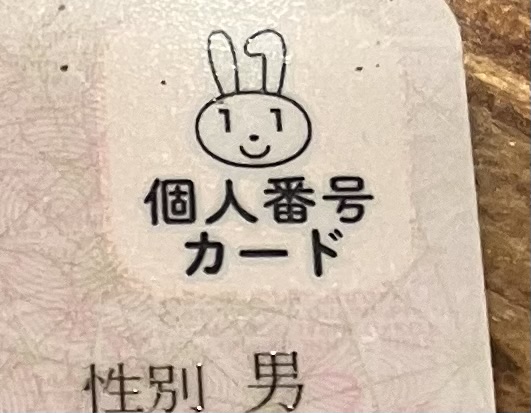 個人番号
カード
性別 男